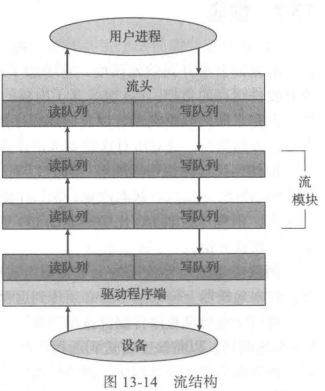 用户进程
流头
读队列 写队列
读队列 写队列
读队列 写队列
流
模块
读队列 写队列
驱动程序端
设备
图 13-14 流结构